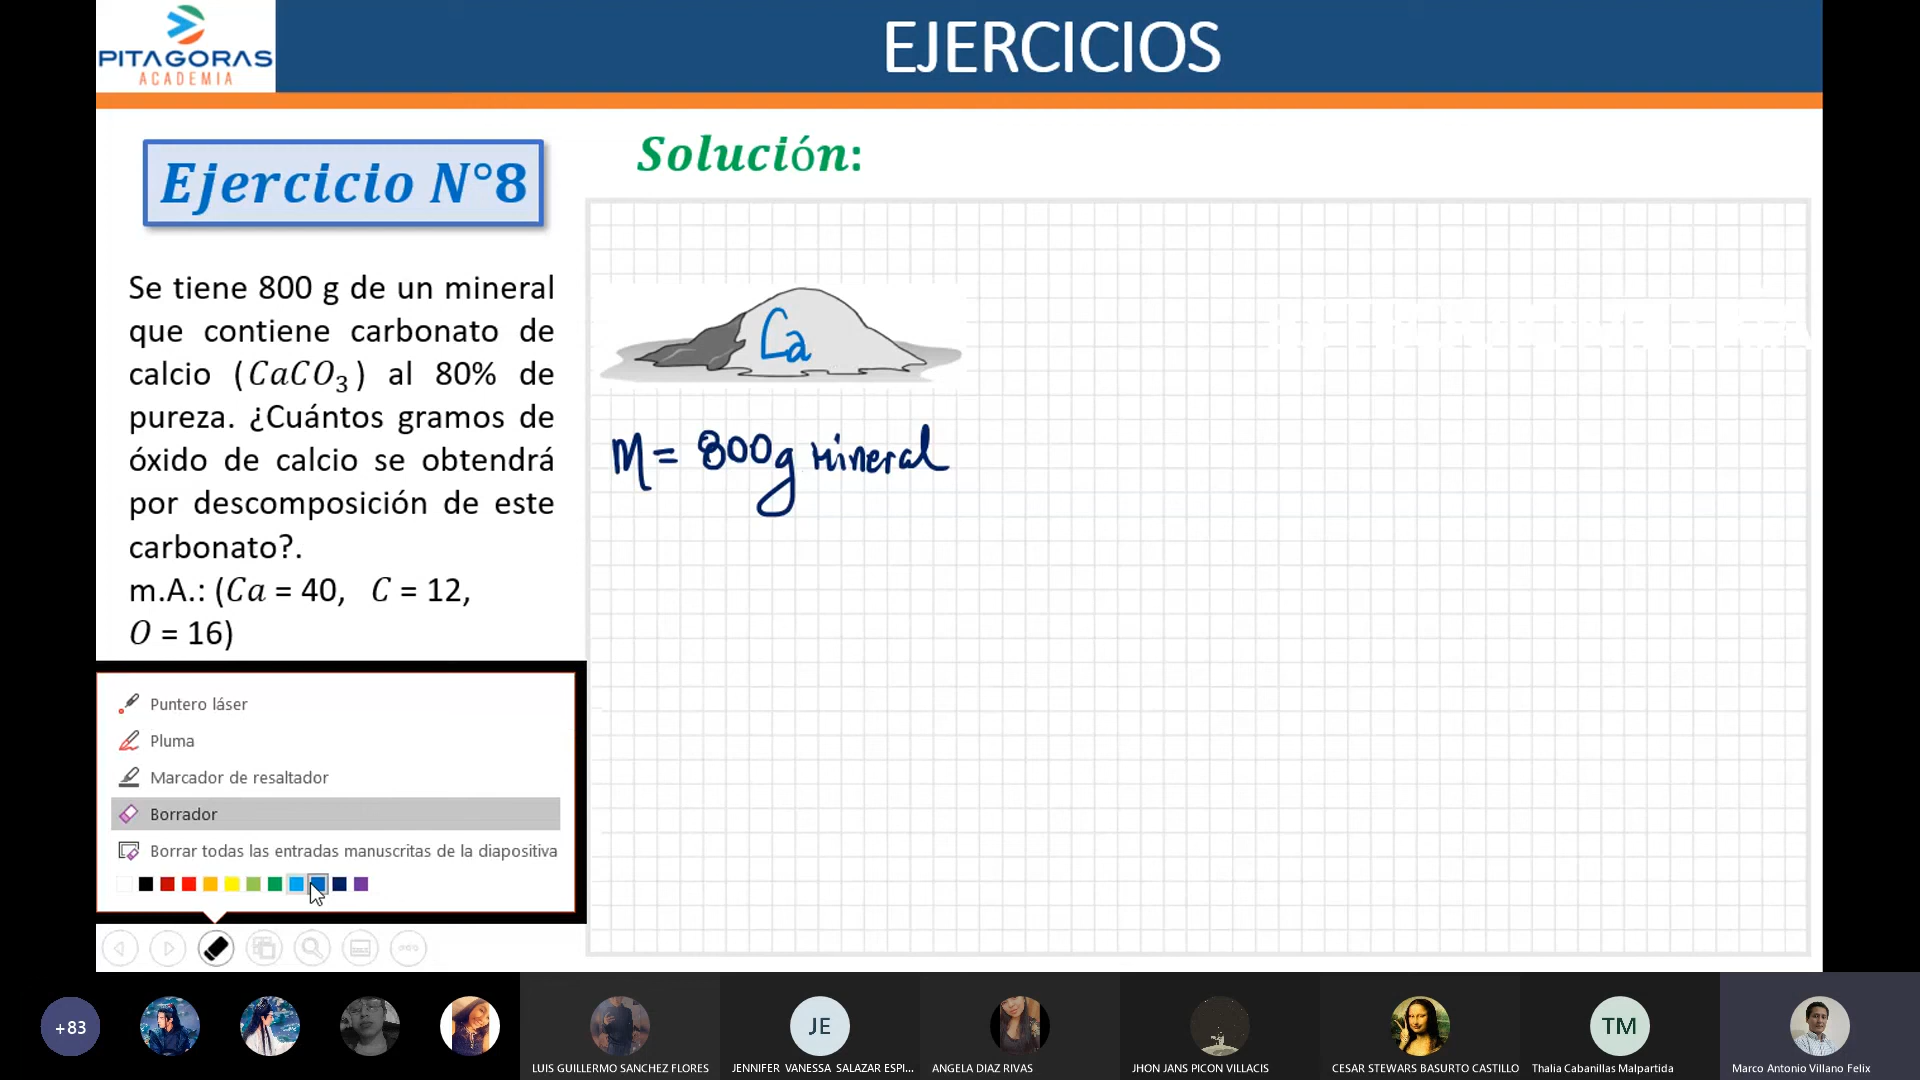 PITAGORAS
ACADEMIA
EJERCICIOS
Ejercicio N°8
Solución:
Se tiene 800 g de un mineral
que contiene carbonato de
calcio (CaCO₃) al 80% de
pureza. ¿Cuántos gramos de
óxido de calcio se obtendrá
por descomposición de este
carbonato?.
m.A.: (Ca = 40, C = 12,
O = 16)
Ca
M = 800g mineral
Puntero láser
Pluma
Marcador de resaltador
Borrador
Borrar todas las entradas manuscritas de la diapositiva
+83
JE
TM
LUIS GUILLERMO SANCHEZ FLORES
JENNIFER VANESSA SALAZAR ESPI...
ANGELA DIAZ RIVAS
JHON JANS PICON VILLACIS
CESAR STEWARS BASURTO CASTILLO
Thalia Cabanillas Malpartida
Marco Antonio Villano Felix